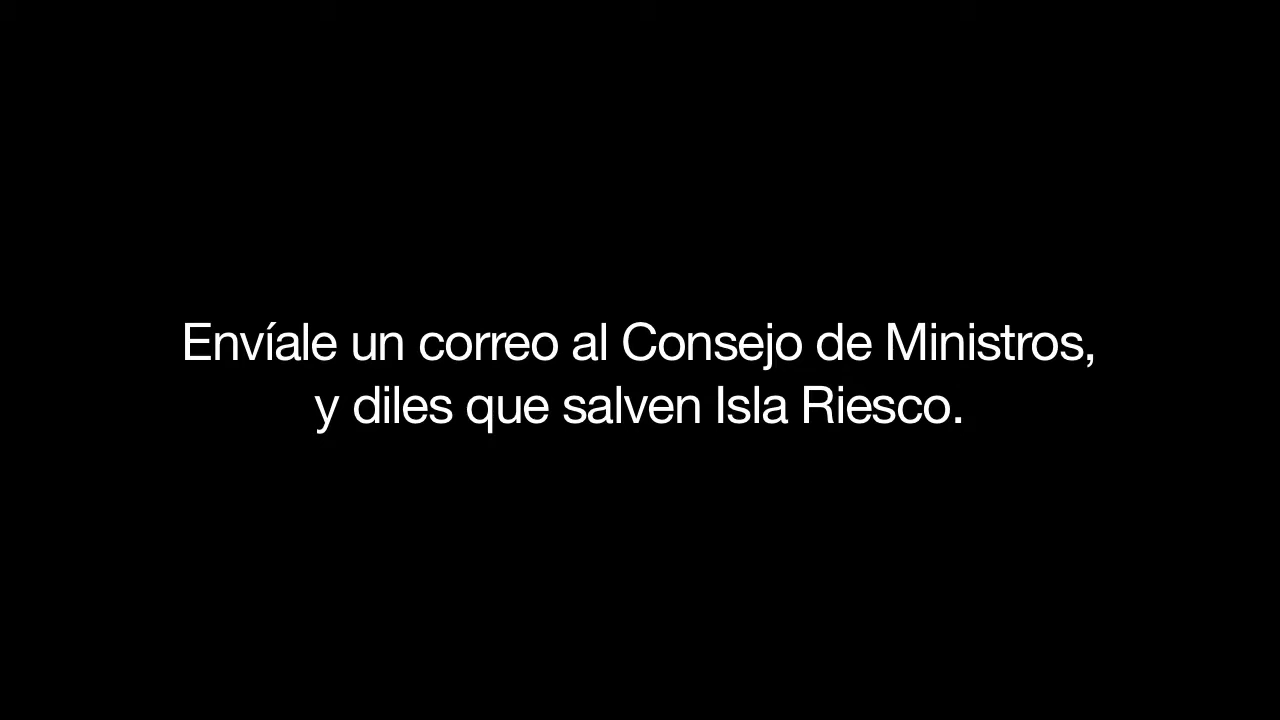 Envíale un correo al Consejo de Ministros,
y diles que salven Isla Riesco.